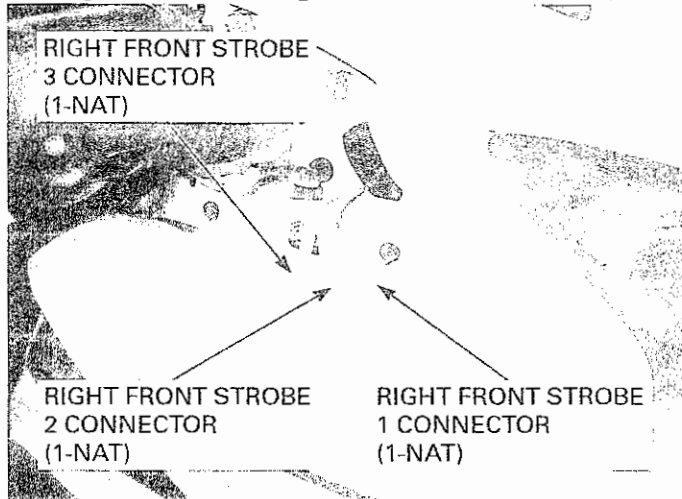 RIGHT FRONT STROBE
3 CONNECTOR
(1-NAT)
RIGHT FRONT STROBE
2 CONNECTOR
(1-NAT)
RIGHT FRONT STROBE
1 CONNECTOR
(1-NAT)